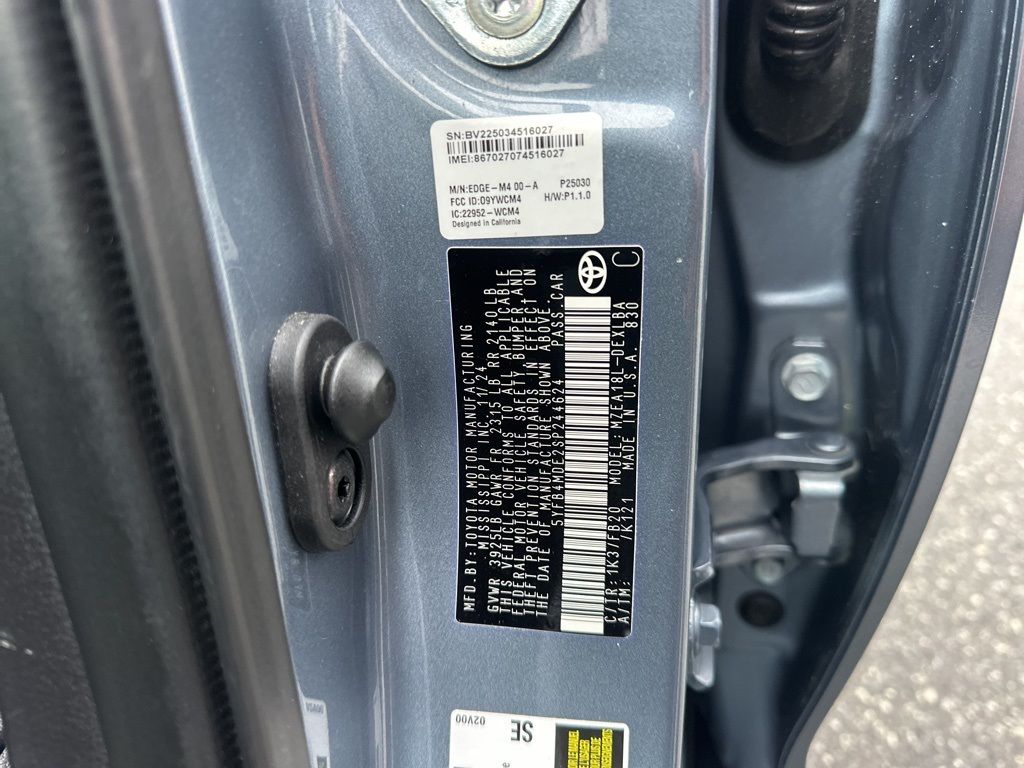 SN:BV225034516027
IMEI:867027074516027
M/N:EDGE-M4 00-A P25030
FCC ID:O9YWCM4 H/W:P1.1.0
IC:22952-WCM4
Designed in California
MFD.BY:TOYOTA MOTOR MANUFACTURING
MISSISSIPPI INC. 11/24
GVWR 3925LB GAWR FR 2315 LB RR 2140 LB
THIS VEHICLE CONFORMS TO ALL APPLICABLE
FEDERAL MOTOR VEHICLE SAFETY, BUMPER, AND
THEFT PREVENTION STANDARDS IN EFFECT ON
THE DATE OF MANUFACTURE SHOWN ABOVE.
5YFB4MDE2SP244624 PASS.CAR
C
C/TR:1K3/FB20 MODEL:MZEA18L-DEXLBA
A/TM: /K121 MADE IN U.S.A. 830
SE
02V00